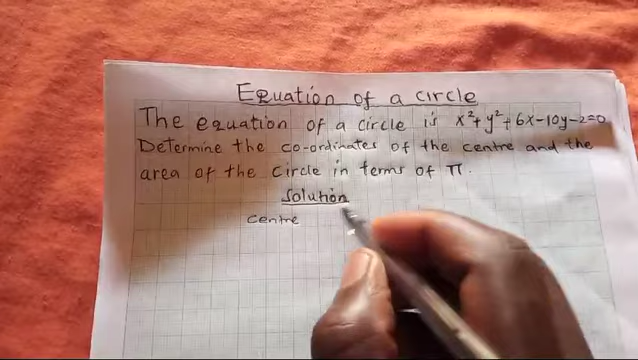 Equation of a circle
The equation of a circle is x²+y²+6x-10y-2=0
Determine the co-ordinates of the centre and the
area of the circle in terms of π.
Solution
Centre